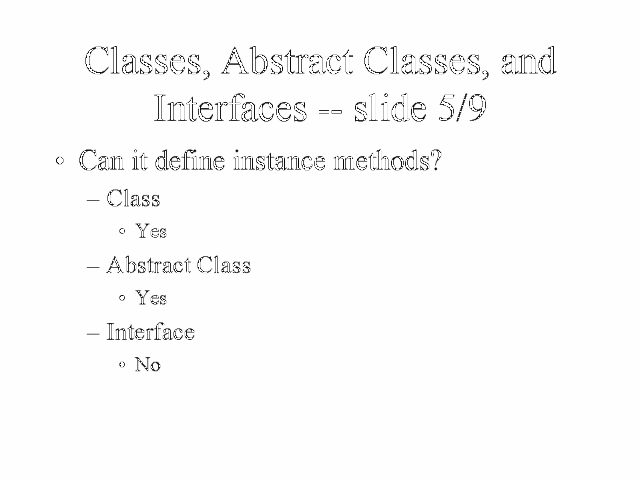 Classes, Abstract Classes, and
Interfaces -- slide 5/9
• Can it define instance methods?
– Class
• Yes
– Abstract Class
• Yes
– Interface
• No